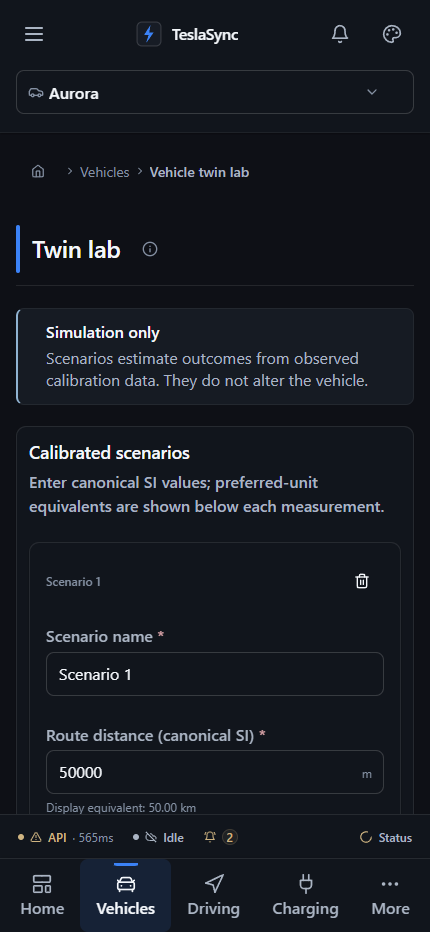 TeslaSync
Aurora
Vehicles
Vehicle twin lab
Twin lab
Simulation only
Scenarios estimate outcomes from observed
calibration data. They do not alter the vehicle.
Calibrated scenarios
Enter canonical SI values; preferred-unit
equivalents are shown below each measurement.
Scenario 1
Scenario name *
Scenario 1
Route distance (canonical SI) *
50000 m
Display equivalent: 50.00 km
API · 565ms Idle 2 Status
Home Vehicles Driving Charging More